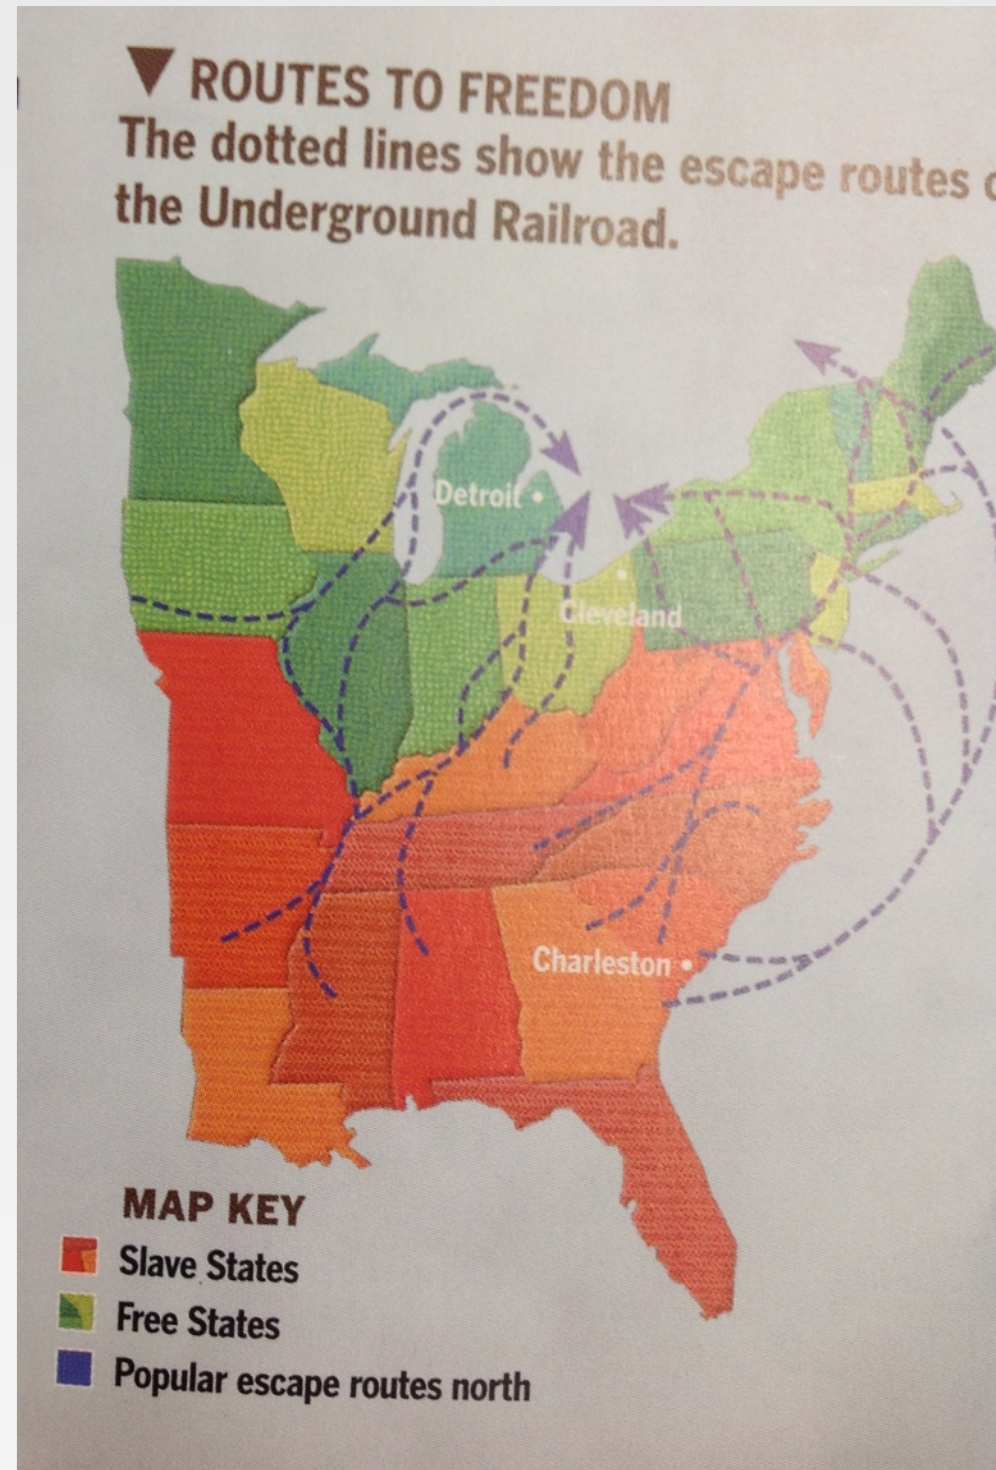 ▼ ROUTES TO FREEDOM
The dotted lines show the escape routes
the Underground Railroad.
Detroit
Cleveland
Charleston
MAP KEY
Slave States
Free States
Popular escape routes north